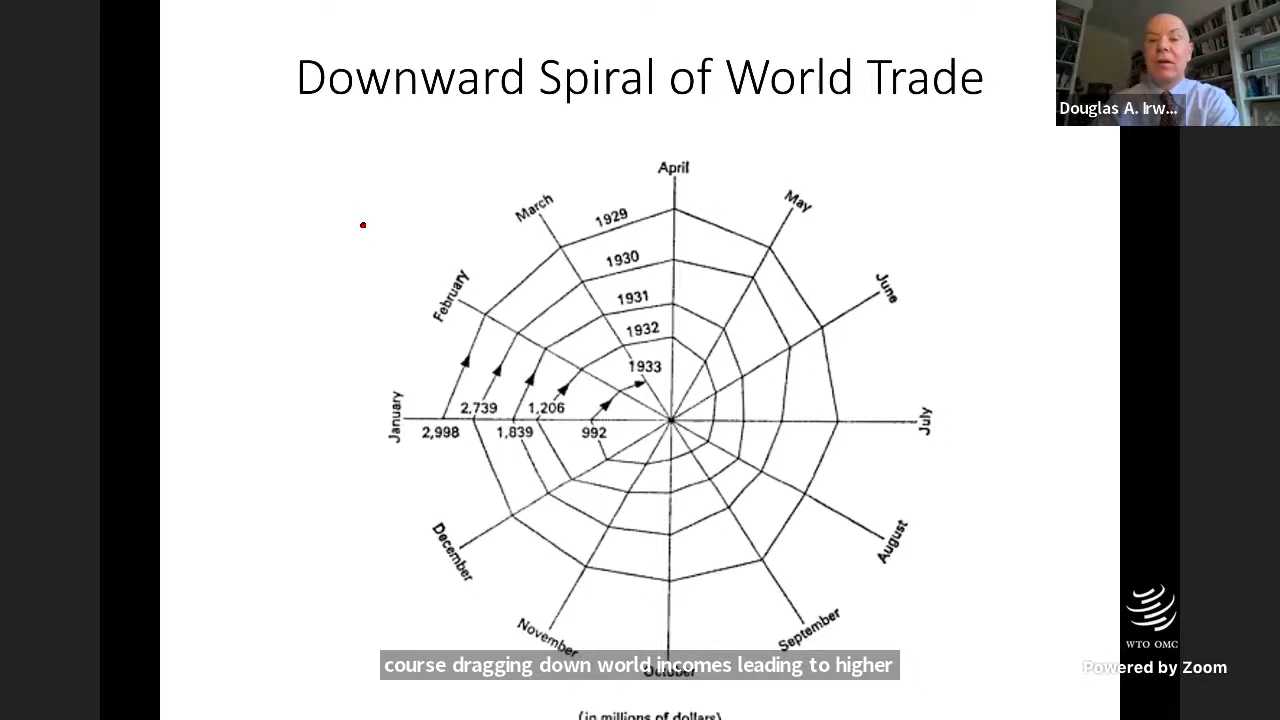 Downward Spiral of World Trade
Douglas A. Irw...
April
March
May
1929
February
1930
June
1931
1932
1933
January
2,739
1,206
2,998
1,839
992
July
December
August
November
September
October
course dragging down world incomes leading to higher
WTO OMC
Powered by Zoom
(in millions of dollars)